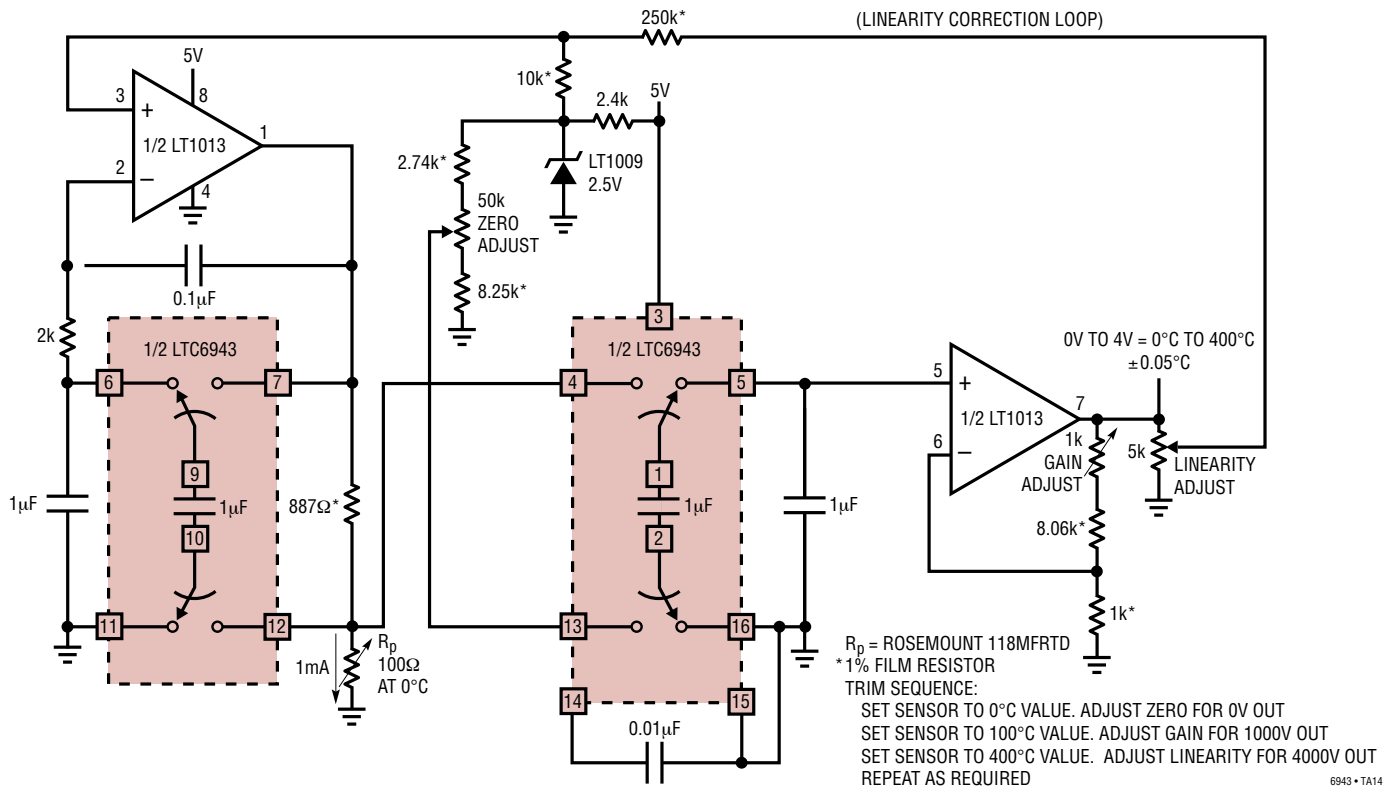 250k*
(LINEARITY CORRECTION LOOP)
5V
3
+
8
1/2 LT1013
1
2
−
4
10k*
2.4k
5V
2.74k*
LT1009
2.5V
50k
ZERO
ADJUST
8.25k*
0.1µF
2k
1/2 LTC6943
6
7
9
1µF
10
1µF
887Ω*
11
12
1mA
Rp
100Ω
AT 0°C
3
1/2 LTC6943
4
5
1
1µF
2
1µF
13
16
14
15
0.01µF
0V TO 4V = 0°C TO 400°C
±0.05°C
5
+
1/2 LT1013
7
6
−
1k
GAIN
ADJUST
5k
LINEARITY
ADJUST
8.06k*
1k*
Rp = ROSEMOUNT 118MFRTD
*1% FILM RESISTOR
TRIM SEQUENCE:
SET SENSOR TO 0°C VALUE. ADJUST ZERO FOR 0V OUT
SET SENSOR TO 100°C VALUE. ADJUST GAIN FOR 1000V OUT
SET SENSOR TO 400°C VALUE. ADJUST LINEARITY FOR 4000V OUT
REPEAT AS REQUIRED
6943 • TA14